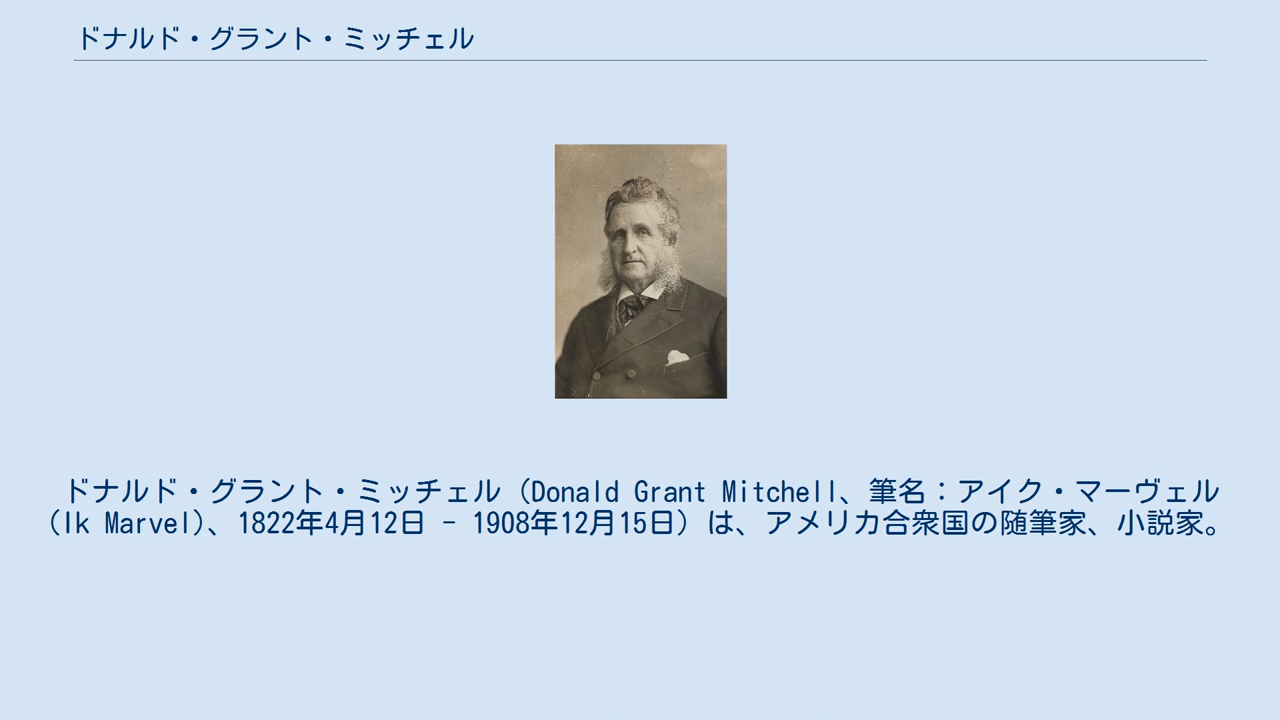 ドナルド・グラント・ミッチェル
ドナルド・グラント・ミッチェル（Donald Grant Mitchell、筆名：アイク・マーヴェル
(Ik Marvel)、1822年4月12日 - 1908年12月15日）は、アメリカ合衆国の随筆家、小説家。